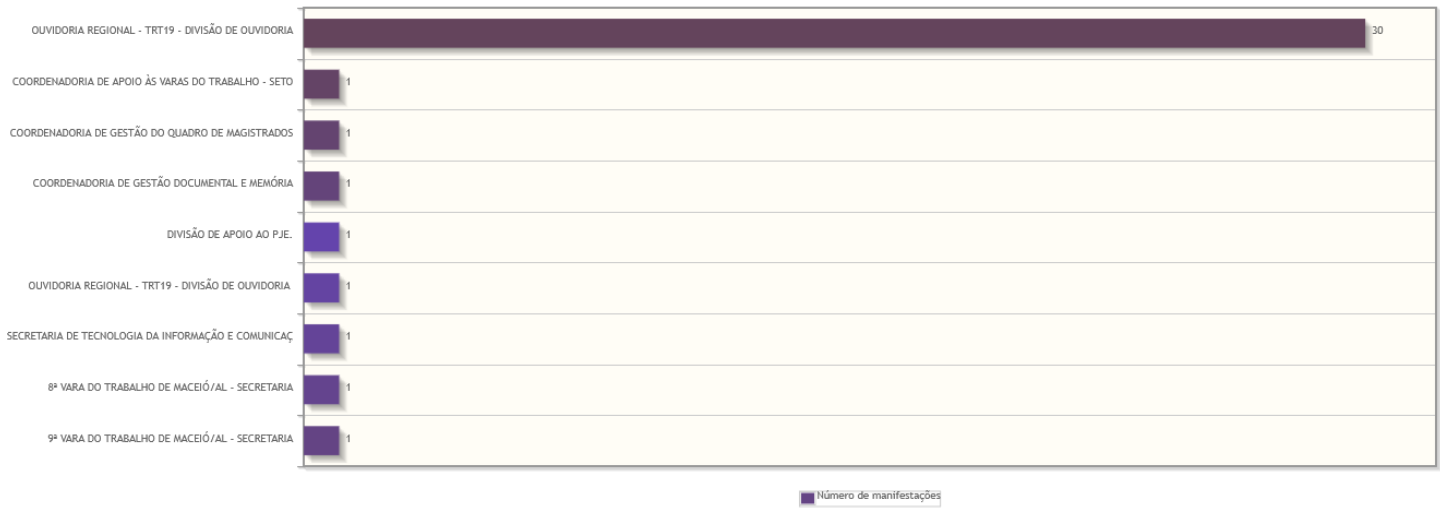 OUVIDORIA REGIONAL - TRT19 - DIVISÃO DE OUVIDORIA 30
COORDENADORIA DE APOIO ÀS VARAS DO TRABALHO - SETO 1
COORDENADORIA DE GESTÃO DO QUADRO DE MAGISTRADOS 1
COORDENADORIA DE GESTÃO DOCUMENTAL E MEMÓRIA 1
DIVISÃO DE APOIO AO PJE. 1
OUVIDORIA REGIONAL - TRT19 - DIVISÃO DE OUVIDORIA 1
SECRETARIA DE TECNOLOGIA DA INFORMAÇÃO E COMUNICAÇ 1
8ª VARA DO TRABALHO DE MACEIÓ/AL - SECRETARIA 1
9ª VARA DO TRABALHO DE MACEIÓ/AL - SECRETARIA 1
Número de manifestações